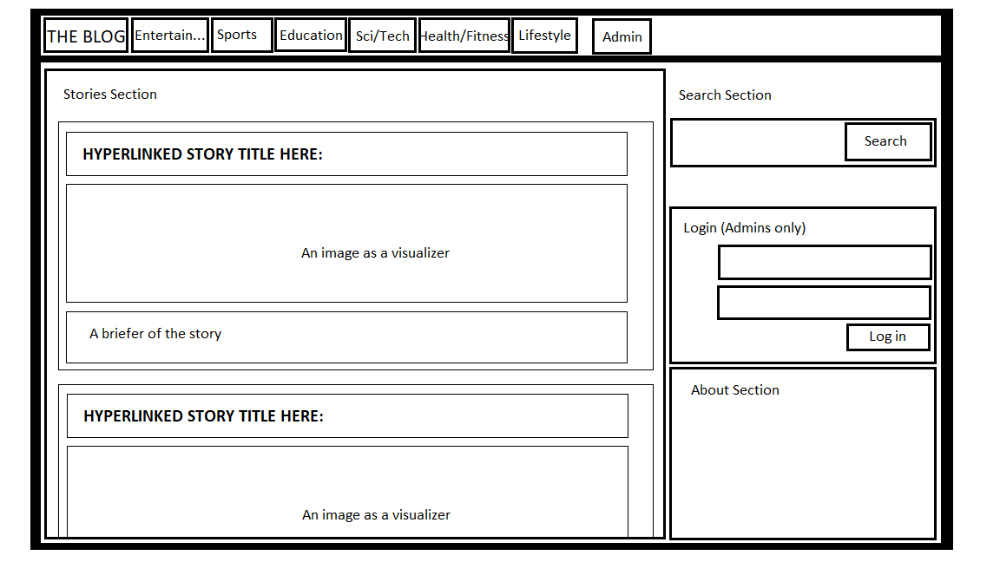 THE BLOG
Entertain...
Sports
Education
Sci/Tech
Health/Fitness
Lifestyle
Admin
Stories Section
HYPERLINKED STORY TITLE HERE:
An image as a visualizer
A briefer of the story
HYPERLINKED STORY TITLE HERE:
An image as a visualizer
Search Section
Search
Login (Admins only)
Log in
About Section